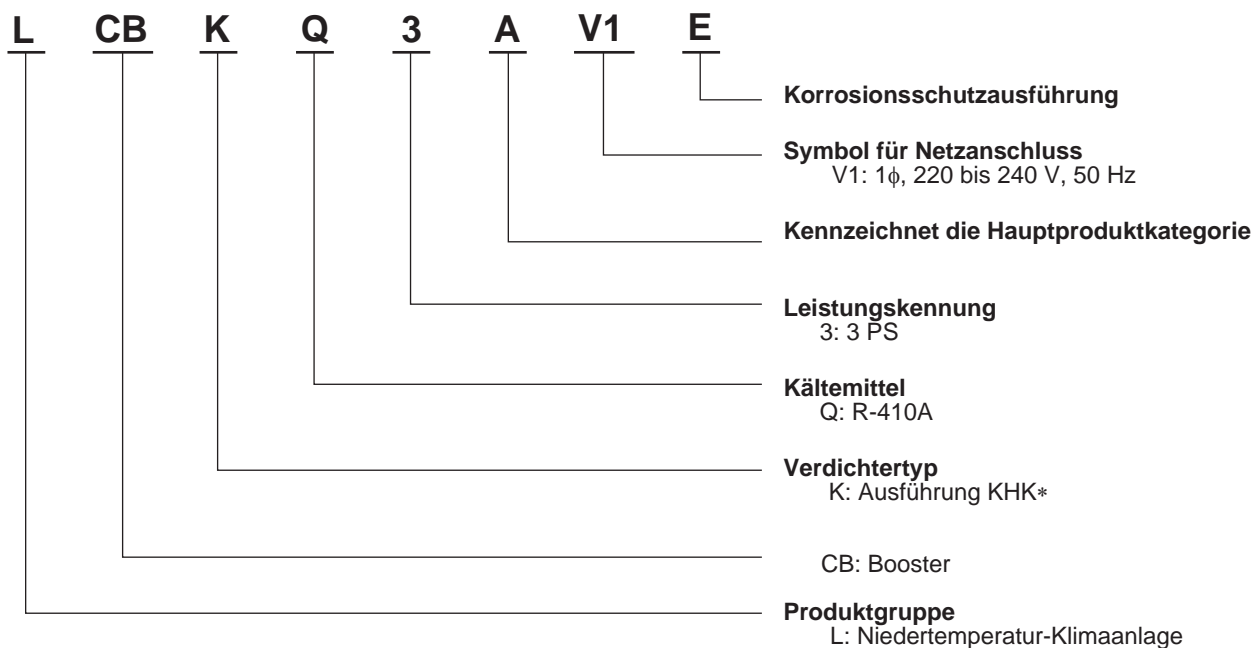 L CB K Q 3 A V1 E
Korrosionsschutzausführung
Symbol für Netzanschluss
V1: 1ϕ, 220 bis 240 V, 50 Hz
Kennzeichnet die Hauptproduktkategorie
Leistungskennung
3: 3 PS
Kältemittel
Q: R-410A
Verdichtertyp
K: Ausführung KHK*
CB: Booster
Produktgruppe
L: Niedertemperatur-Klimaanlage